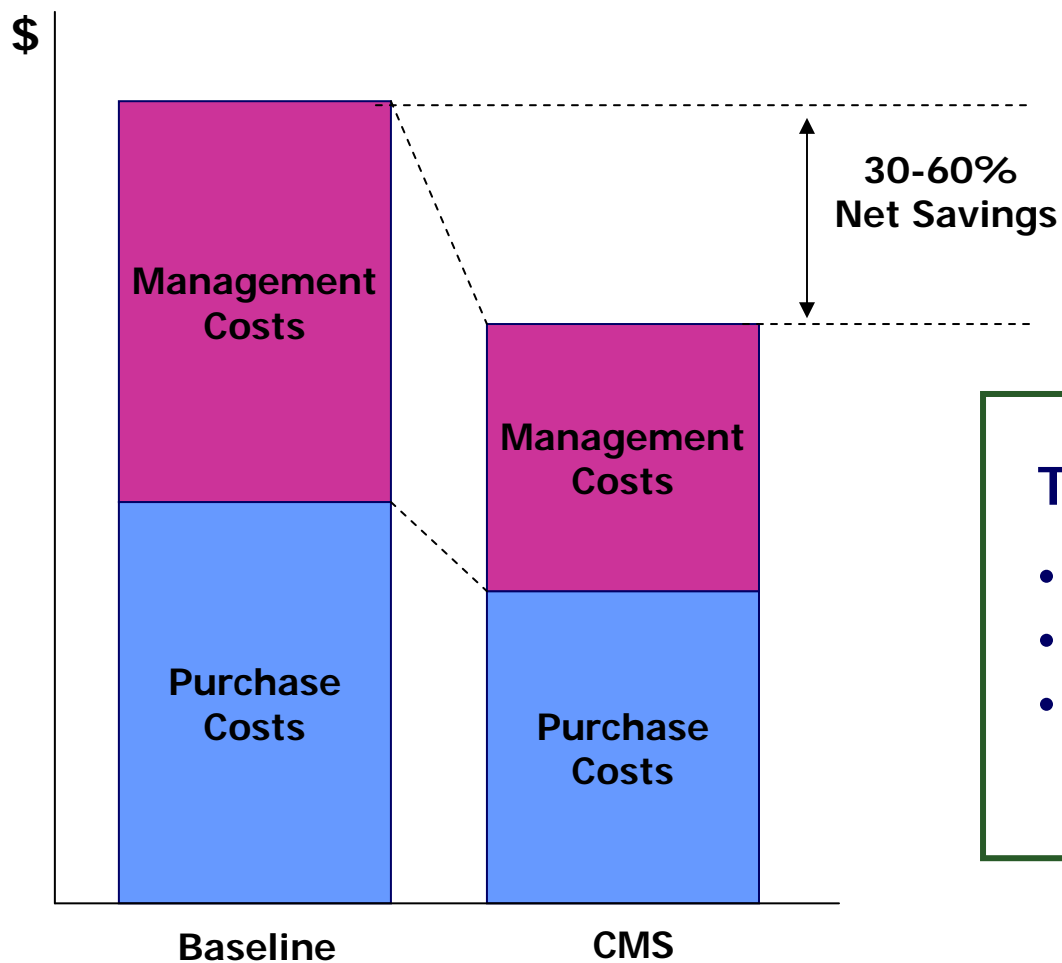 $
30-60%
Net Savings
Management
Costs
Management
Costs
Purchase
Costs
Purchase
Costs
T
•
•
•
Baseline
CMS